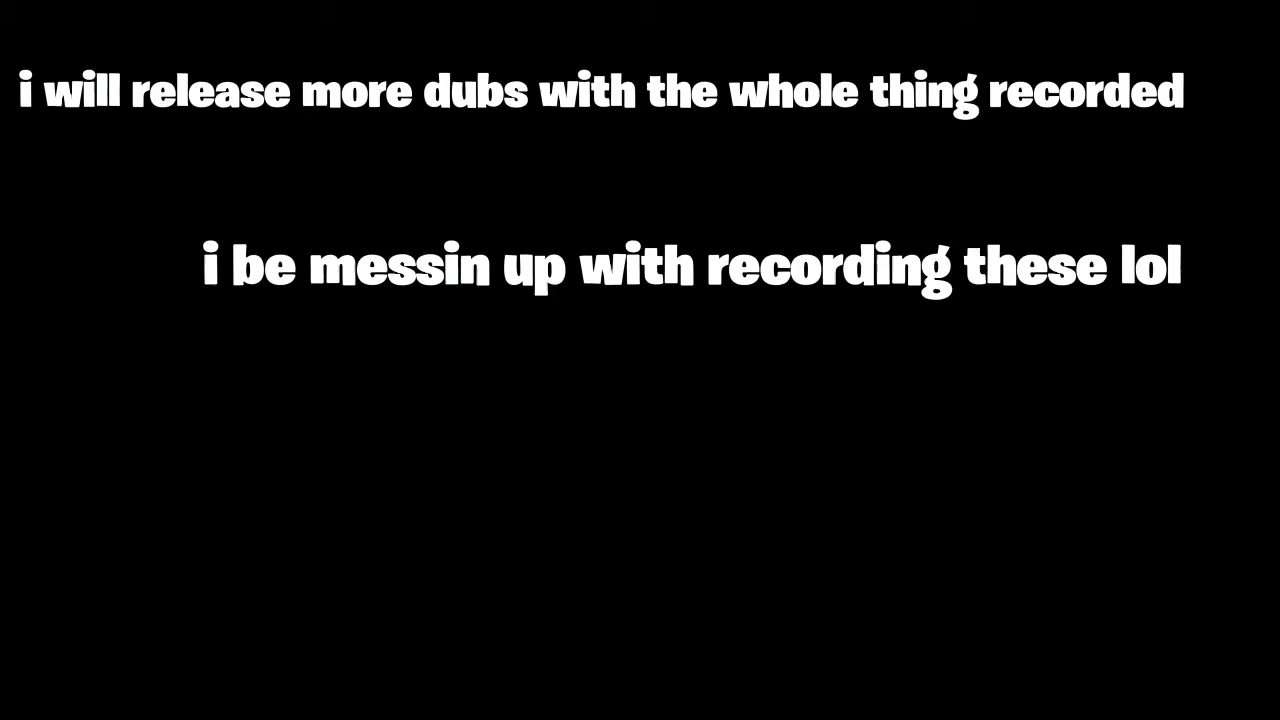 i will release more dubs with the whole thing recorded
i be messin up with recording these lol